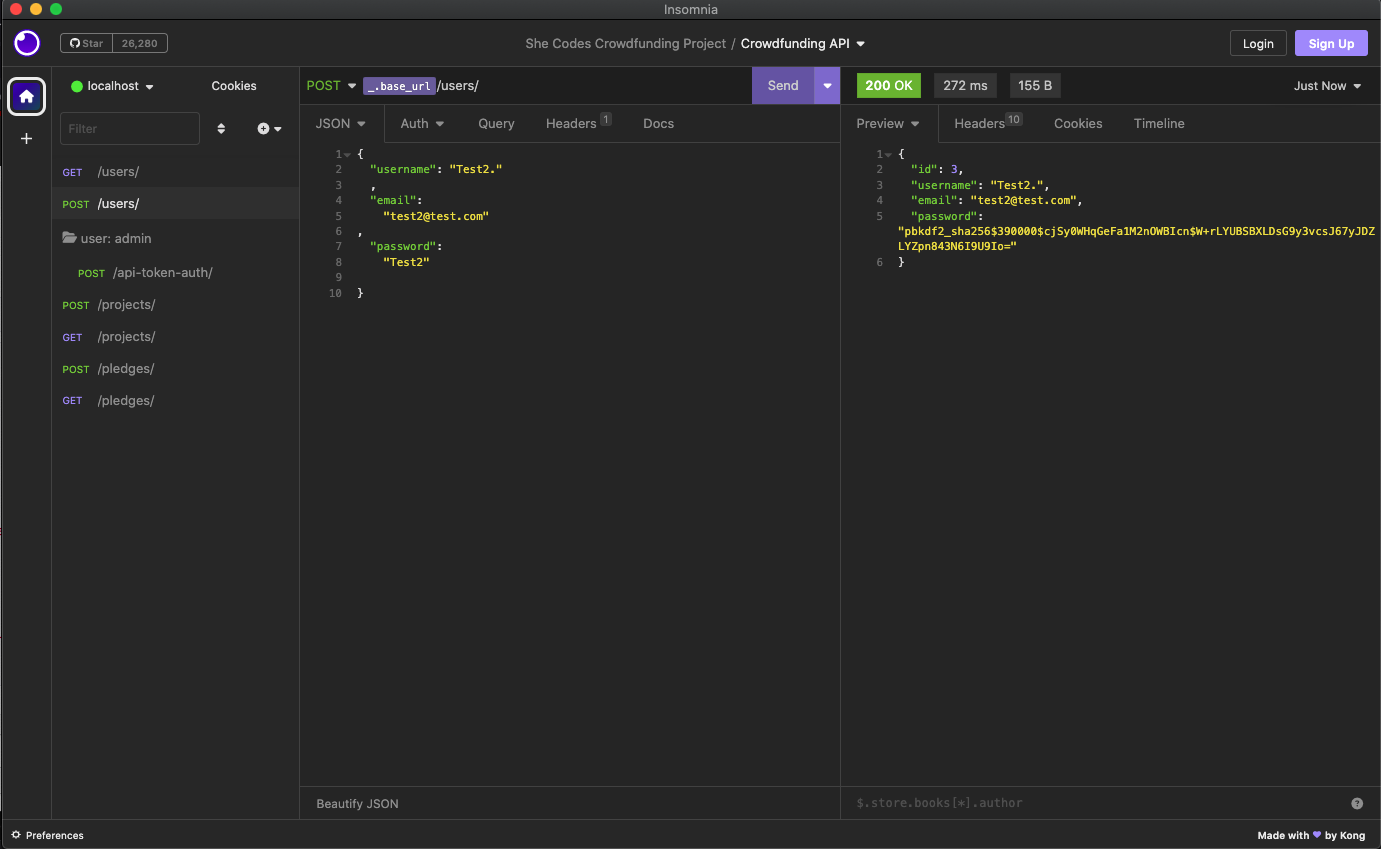 Insomnia
Star 26,280
She Codes Crowdfunding Project / Crowdfunding API
Login Sign Up
localhost Cookies
POST _.base_url/users/ Send
200 OK 272 ms 155 B Just Now
Filter
JSON Auth Query Headers 1 Docs
Preview Headers 10 Cookies Timeline
GET /users/
POST /users/
user: admin
POST /api-token-auth/
POST /projects/
GET /projects/
POST /pledges/
GET /pledges/
1 {
2 "username": "Test2."
3 ,
4 "email":
5 "test2@test.com"
6 ,
7 "password":
8 "Test2"
9
10 }
1 {
2 "id": 3,
3 "username": "Test2.",
4 "email": "test2@test.com",
5 "password":
"pbkdf2_sha256$390000$cjSy0WHqGeFa1M2nOWBIcn$W+rLYUBSBXLDsG9y3vcsJ67yJDZ
LYZpn843N6I9U9Io="
6 }
Beautify JSON
$.store.books[*].author
Preferences
Made with by Kong